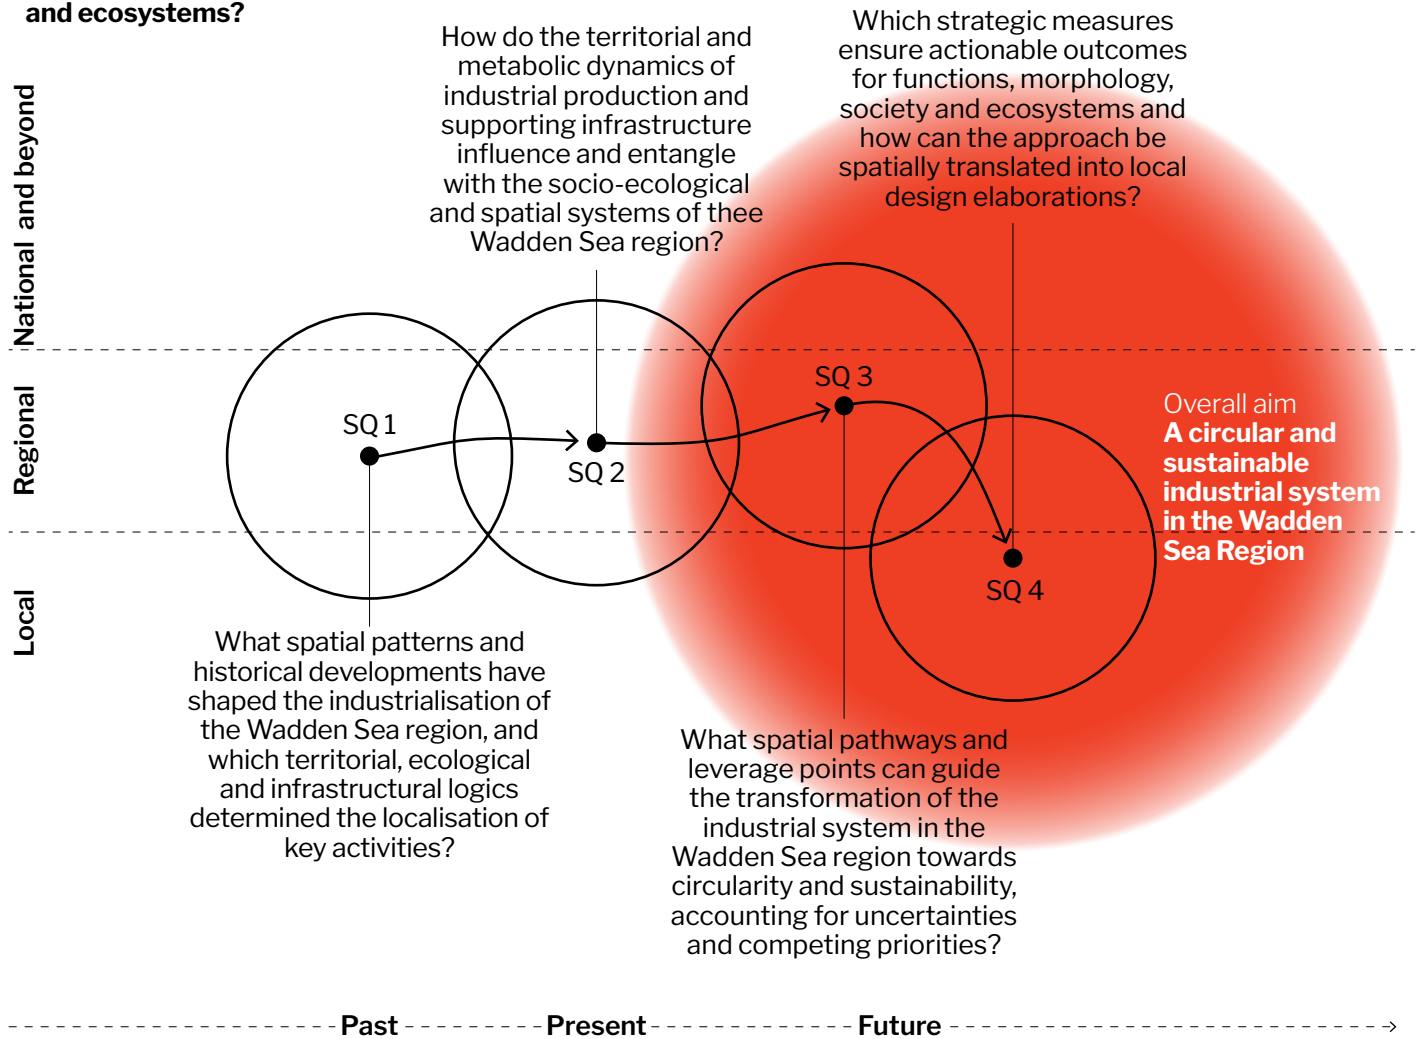 and ecosystems?
How do the territorial and
metabolic dynamics of
industrial production and
supporting infrastructure
influence and entangle
with the socio-ecological
and spatial systems of thee
Wadden Sea region?
Which strategic measures
ensure actionable outcomes
for functions, morphology,
society and ecosystems and
how can the approach be
spatially translated into local
design elaborations?
National and beyond
Regional
Local
SQ 1
SQ 2
SQ 3
SQ 4
Overall aim
A circular and
sustainable
industrial system
in the Wadden
Sea Region
What spatial patterns and
historical developments have
shaped the industrialisation of
the Wadden Sea region, and
which territorial, ecological
and infrastructural logics
determined the localisation of
key activities?
What spatial pathways and
leverage points can guide
the transformation of the
industrial system in the
Wadden Sea region towards
circularity and sustainability,
accounting for uncertainties
and competing priorities?
Past
Present
Future